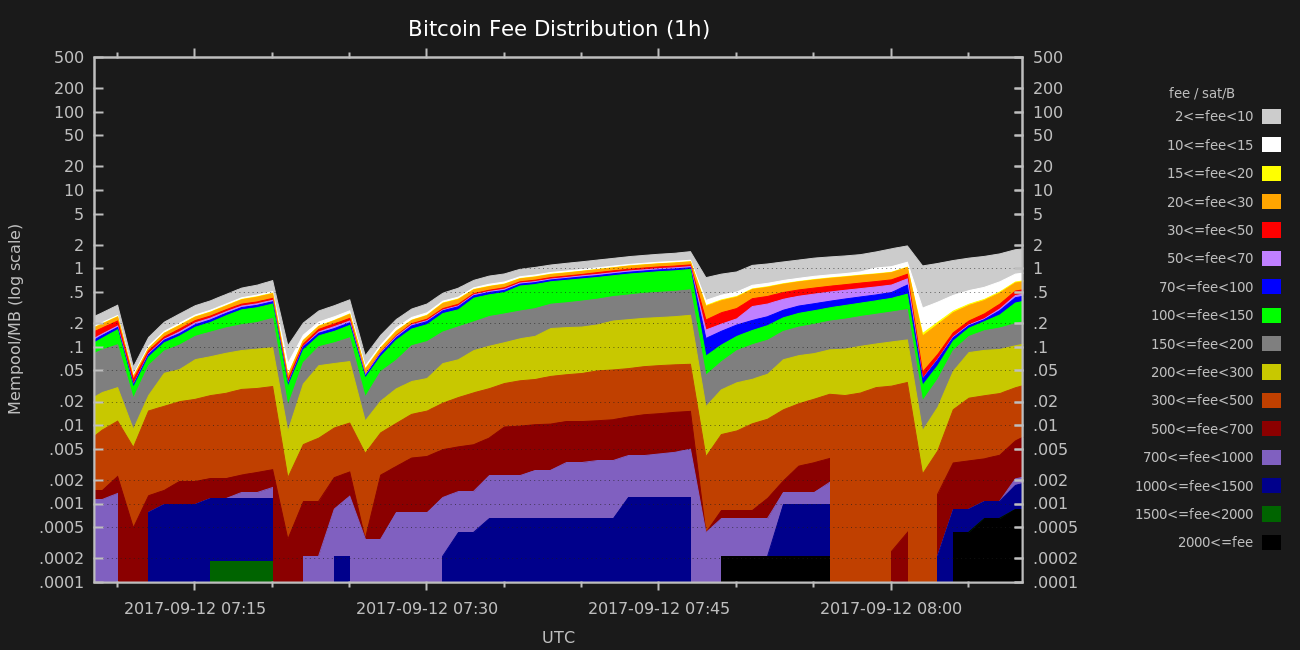 Bitcoin Fee Distribution (1h)
500 500
200 200
100 100
50 50
20 20
10 10
5 5
2 2
1 1
.5 .5
.2 .2
.1 .1
.05 .05
.02 .02
.01 .01
.005 .005
.002 .002
.001 .001
.0005 .0005
.0002 .0002
.0001 .0001
Mempool/MB (log scale)
2017-09-12 07:15 2017-09-12 07:30 2017-09-12 07:45 2017-09-12 08:00
UTC
fee / sat/B
2<=fee<10
10<=fee<15
15<=fee<20
20<=fee<30
30<=fee<50
50<=fee<70
70<=fee<100
100<=fee<150
150<=fee<200
200<=fee<300
300<=fee<500
500<=fee<700
700<=fee<1000
1000<=fee<1500
1500<=fee<2000
2000<=fee